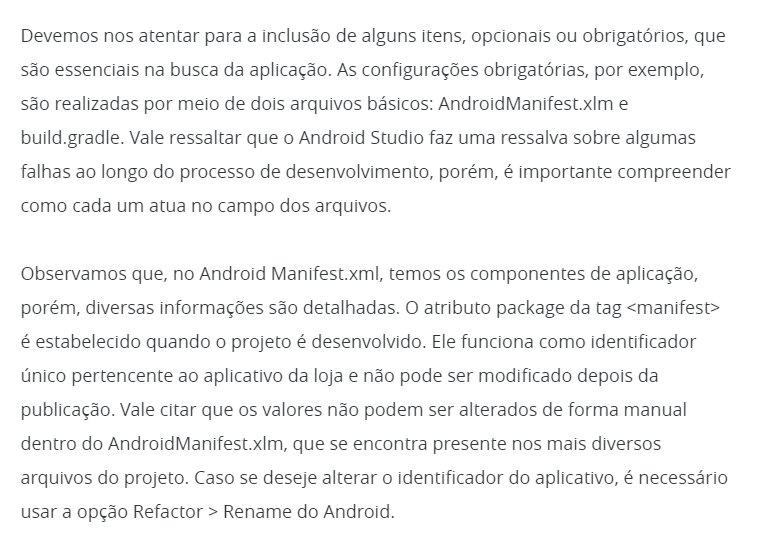 Devemos nos atentar para a inclusão de alguns itens, opcionais ou obrigatórios, que
são essenciais na busca da aplicação. As configurações obrigatórias, por exemplo,
são realizadas por meio de dois arquivos básicos: AndroidManifest.xlm e
build.gradle. Vale ressaltar que o Android Studio faz uma ressalva sobre algumas
falhas ao longo do processo de desenvolvimento, porém, é importante compreender
como cada um atua no campo dos arquivos.
Observamos que, no Android Manifest.xml, temos os componentes de aplicação,
porém, diversas informações são detalhadas. O atributo package da tag <manifest>
é estabelecido quando o projeto é desenvolvido. Ele funciona como identificador
único pertencente ao aplicativo da loja e não pode ser modificado depois da
publicação. Vale citar que os valores não podem ser alterados de forma manual
dentro do AndroidManifest.xlm, que se encontra presente nos mais diversos
arquivos do projeto. Caso se deseje alterar o identificador do aplicativo, é necessário
usar a opção Refactor > Rename do Android.